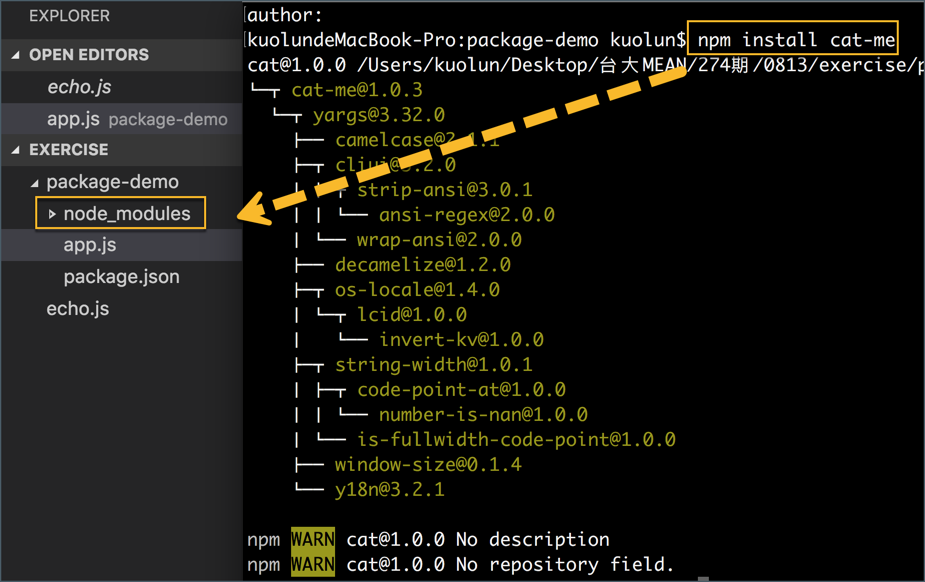 EXPLORER
OPEN EDITORS
echo.js
app.js package-demo
EXERCISE
package-demo
node_modules
app.js
package.json
echo.js
[author:
[kuolundeMacBook-Pro:package-demo kuolun$ npm install cat-me
cat@1.0.0 /Users/kuolun/Desktop/台大MEAN/274期/0813/exercise/p
└─┬ cat-me@1.0.3
  └─┬ yargs@3.32.0
    ├── camelcase@2.1.1
    ├─┬ cliui@3.2.0
    │ ├─┬ strip-ansi@3.0.1
    │ │ └── ansi-regex@2.0.0
    │ └── wrap-ansi@2.0.0
    ├── decamelize@1.2.0
    ├─┬ os-locale@1.4.0
    │ └─┬ lcid@1.0.0
    │   └── invert-kv@1.0.0
    ├─┬ string-width@1.0.1
    │ ├─┬ code-point-at@1.0.0
    │ │ └── number-is-nan@1.0.0
    │ └── is-fullwidth-code-point@1.0.0
    ├── window-size@0.1.4
    └── y18n@3.2.1
npm WARN cat@1.0.0 No description
npm WARN cat@1.0.0 No repository field.